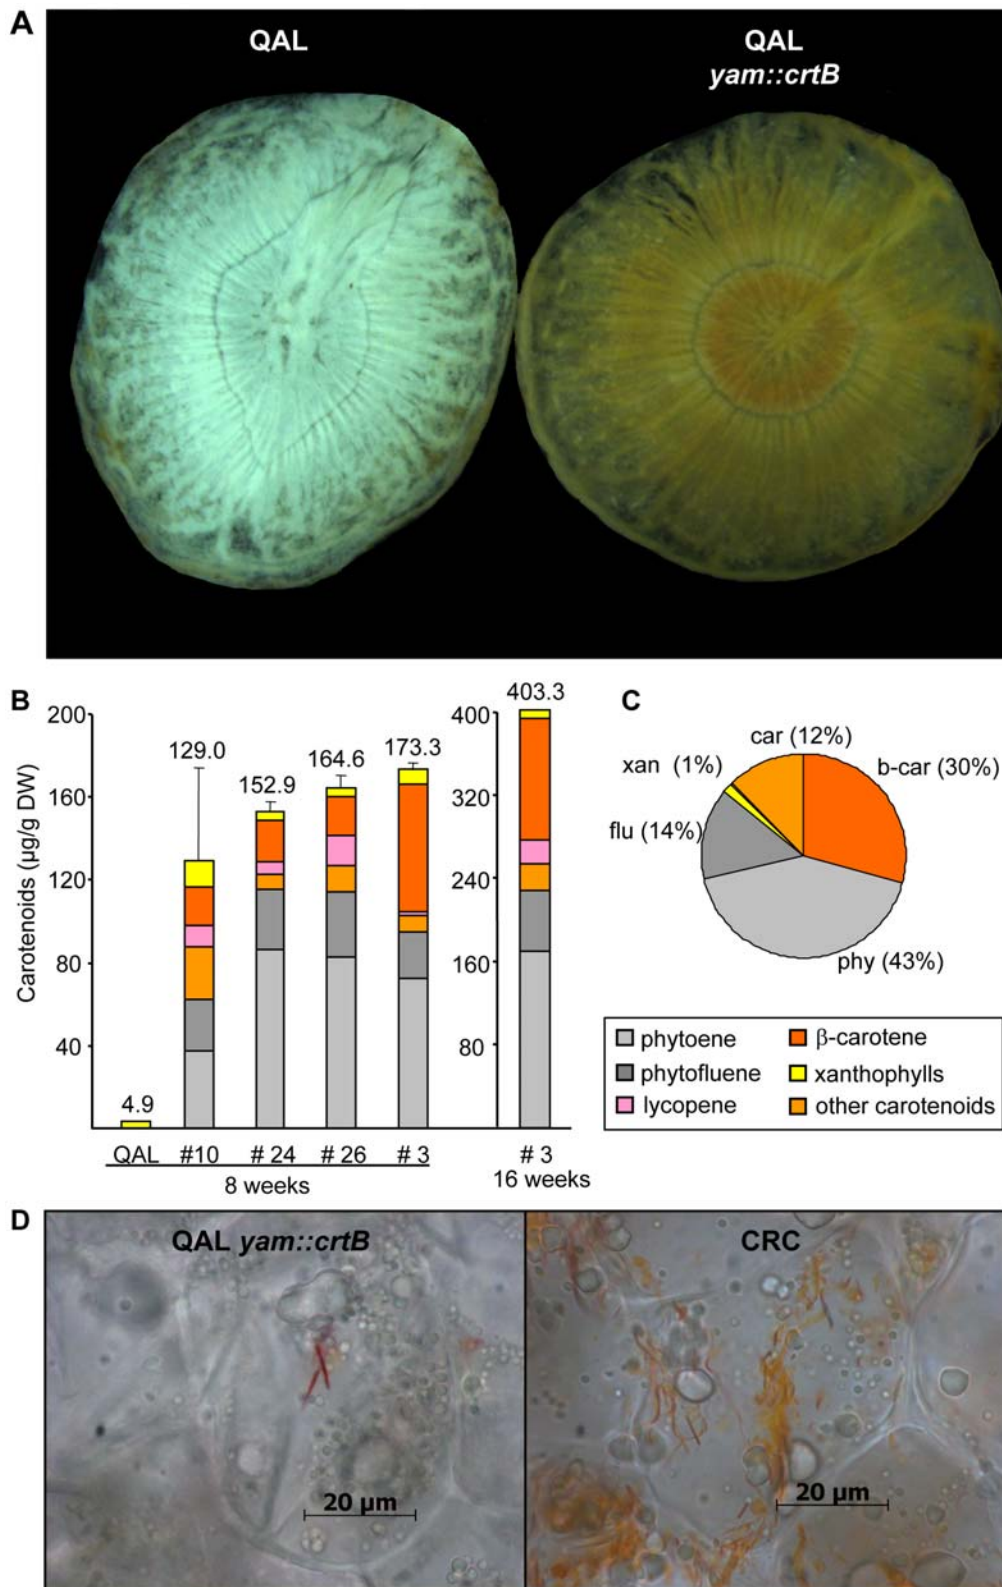 A
QAL
QAL
yam::crtB
B
Carotenoids (µg/g DW)
200
160
120
80
40
4.9
129.0
152.9
164.6
173.3
QAL #10 # 24 # 26 # 3
8 weeks
400
320
240
160
80
403.3
# 3
16 weeks
C
car (12%)
xan (1%)
b-car (30%)
flu (14%)
phy (43%)
phytoene
β-carotene
phytofluene
xanthophylls
lycopene
other carotenoids
D
QAL yam::crtB
CRC
20 µm
20 µm